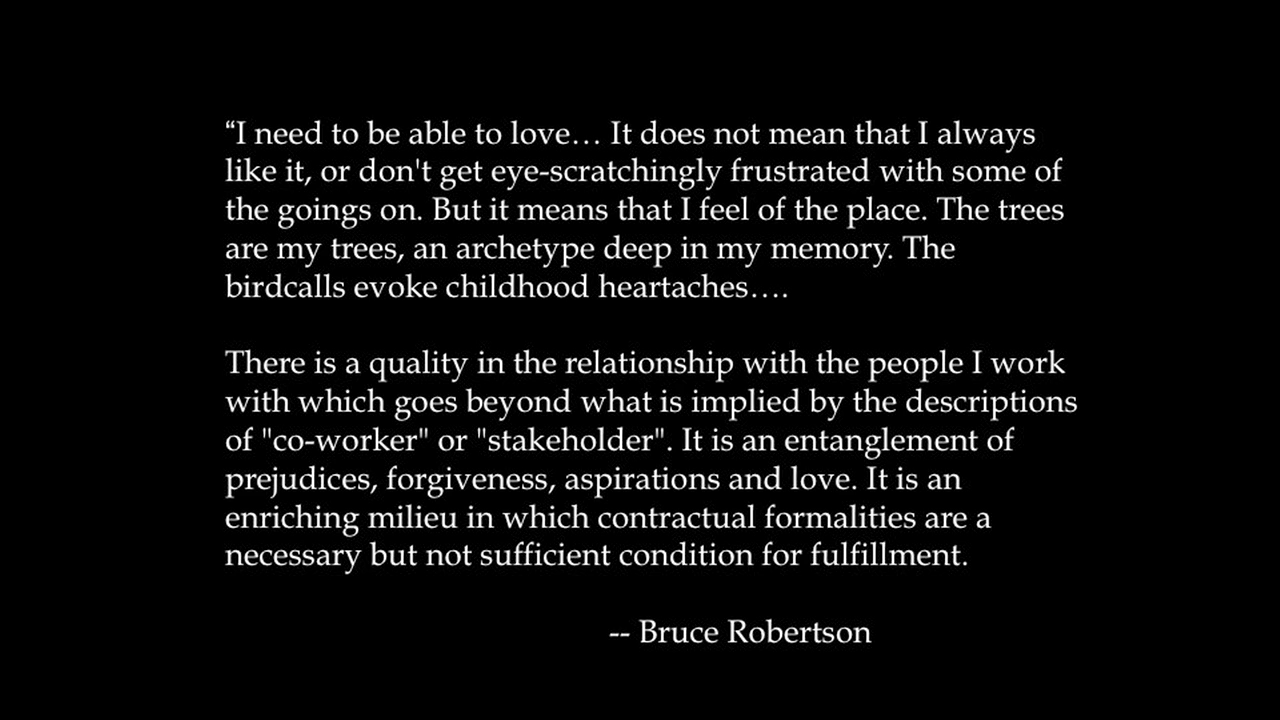 “I need to be able to love… It does not mean that I always
like it, or don't get eye-scratchingly frustrated with some of
the goings on. But it means that I feel of the place. The trees
are my trees, an archetype deep in my memory. The
birdcalls evoke childhood heartaches….
There is a quality in the relationship with the people I work
with which goes beyond what is implied by the descriptions
of "co-worker" or "stakeholder". It is an entanglement of
prejudices, forgiveness, aspirations and love. It is an
enriching milieu in which contractual formalities are a
necessary but not sufficient condition for fulfillment.
-- Bruce Robertson